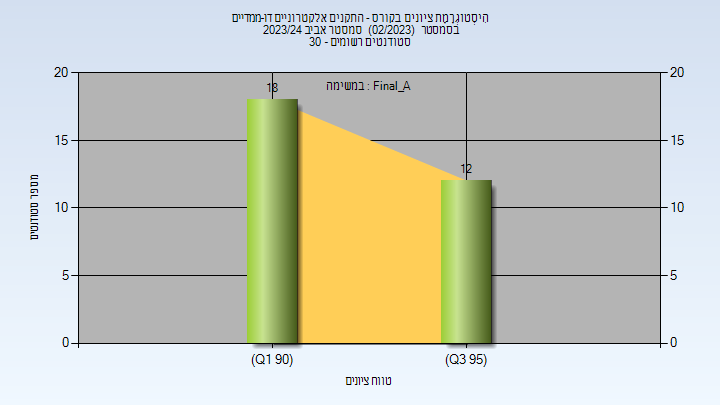 הִיסְטוֹגְרָמַת ציונים בקורס - התקנים אלקטרוניים דו-ממדיים
בסמסטר (02/2023) סמסטר אביב 2023/24
סטודנטים רשומים - 30
במשימה : Final_A
20
15
10
5
0
20
15
10
5
0
18
12
מספר סטודנטים
(Q1 90)
(Q3 95)
טווח ציונים